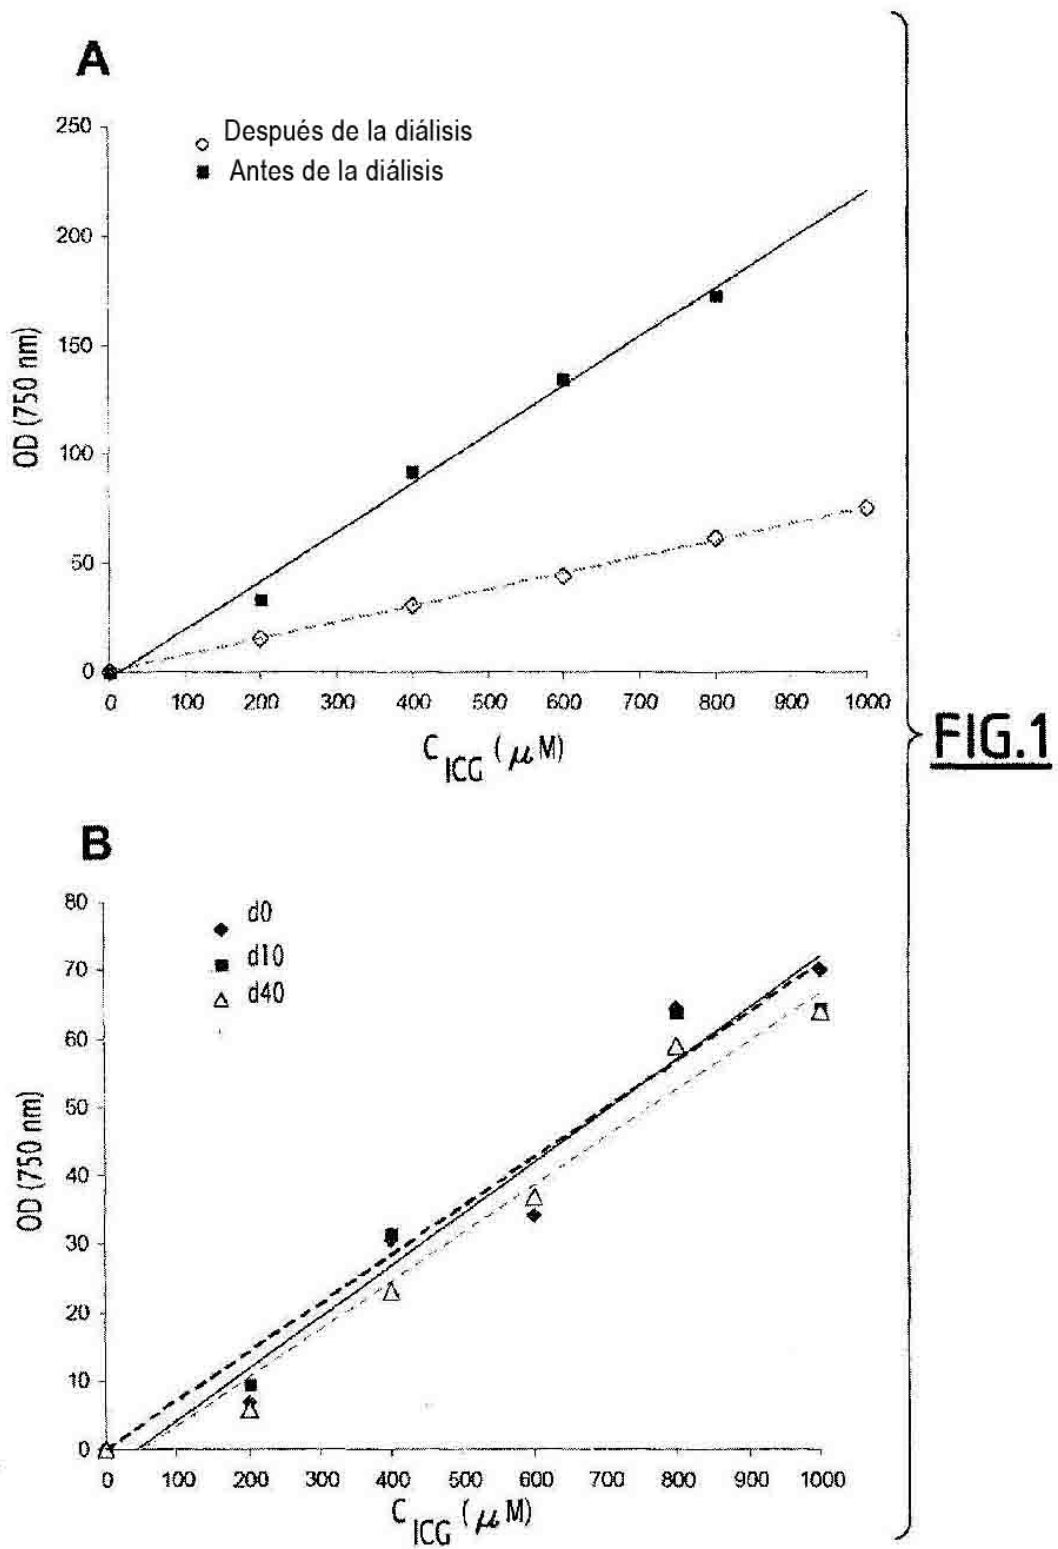 A
Después de la diálisis
Antes de la diálisis
250
200
150
100
50
0
OD (750 nm)
0 100 200 300 400 500 600 700 800 900 1000
C ICG (μM)
FIG.1
B
d0
d10
d40
80
70
60
50
40
30
20
10
0
OD (750 nm)
0 100 200 300 400 500 600 700 800 900 1000
C ICG (μM)